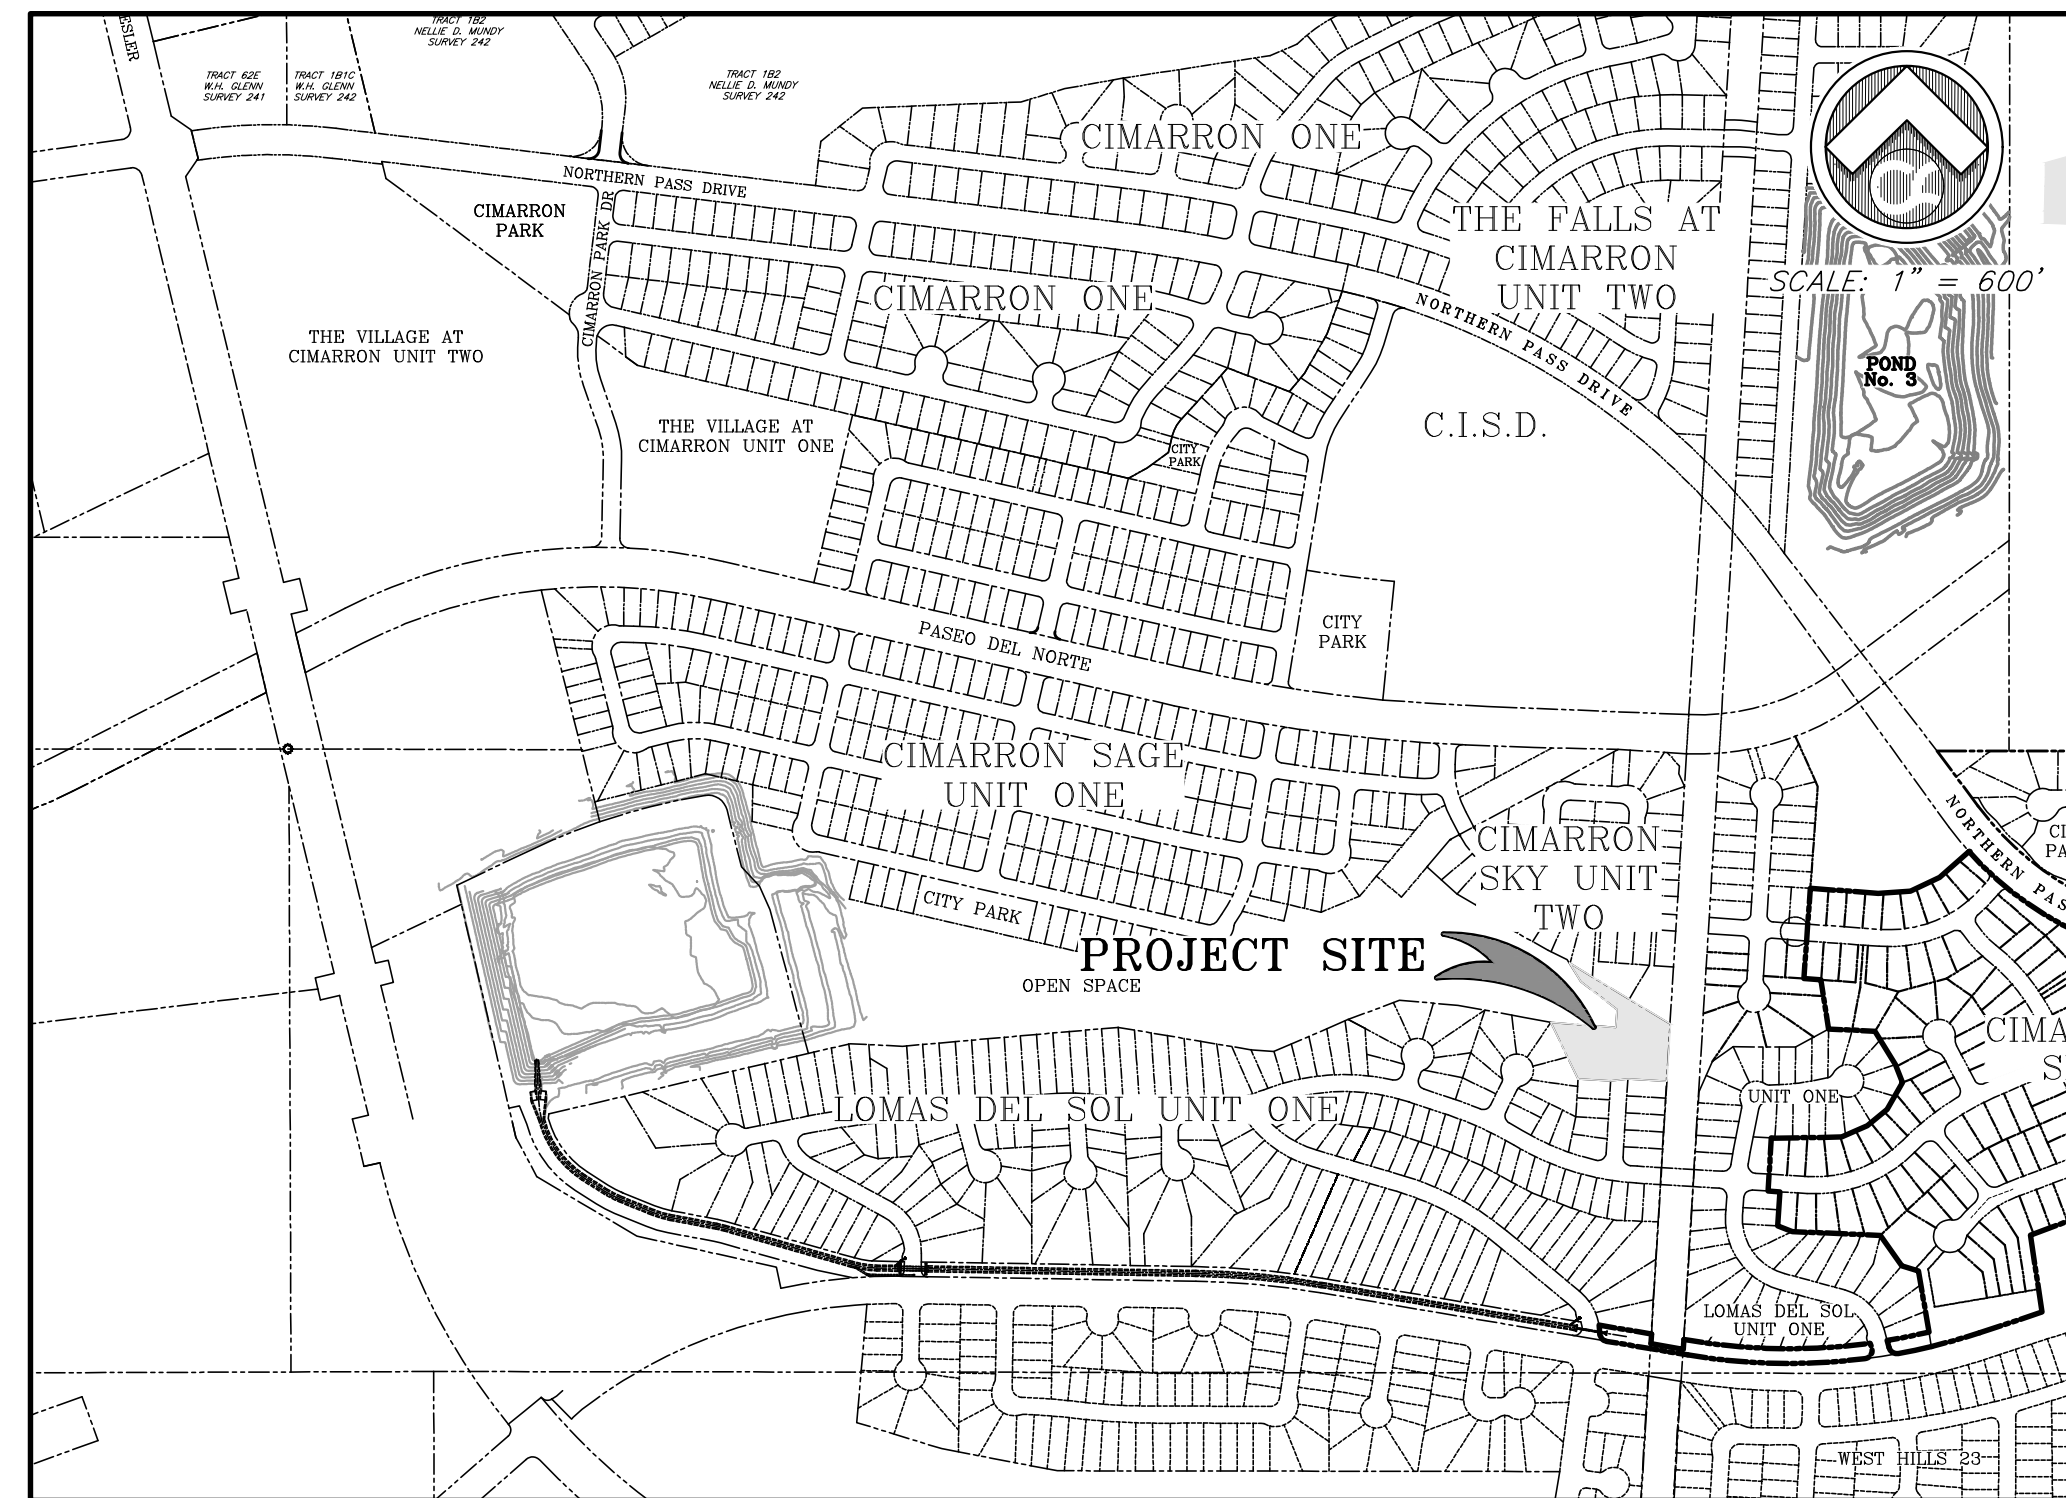 ESLER
TRACT 1B2
NELLIE D. MUNDY
SURVEY 242
TRACT 62E
W.H. GLENN
SURVEY 241
TRACT 1B1C
W.H. GLENN
SURVEY 242
TRACT 1B2
NELLIE D. MUNDY
SURVEY 242
CIMARRON ONE
NORTHERN PASS DRIVE
CIMARRON
PARK
CIMARRON PARK DR
THE FALLS AT
CIMARRON
UNIT TWO
SCALE: 1" = 600'
CIMARRON ONE
NORTHERN PASS DRIVE
THE VILLAGE AT
CIMARRON UNIT TWO
POND
No. 3
THE VILLAGE AT
CIMARRON UNIT ONE
C.I.S.D.
CITY
PARK
CITY
PARK
PASEO DEL NORTE
CIMARRON SAGE
UNIT ONE
CIMARRON
SKY UNIT
TWO
NORTHERN PAS
CI
PA
CITY PARK
PROJECT SITE
OPEN SPACE
CIMA
S
UNIT ONE
LOMAS DEL SOL UNIT ONE
LOMAS DEL SOL
UNIT ONE
WEST HILLS 23